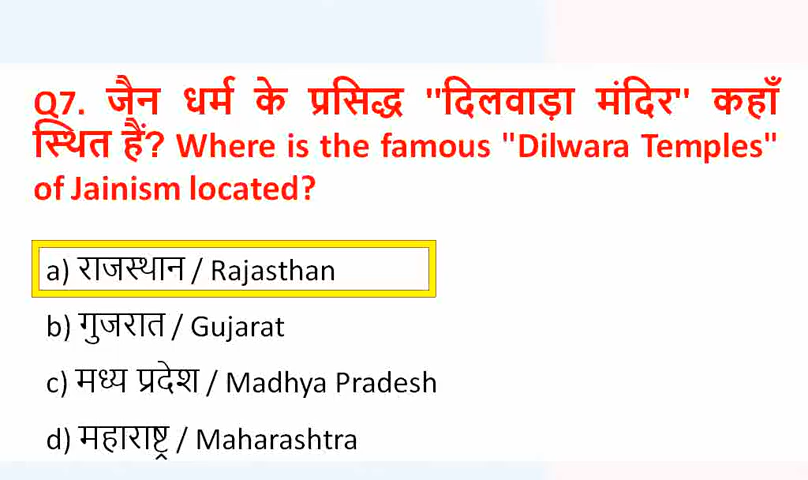 Q7. जैन धर्म के प्रसिद्ध "दिलवाड़ा मंदिर" कहाँ
स्थित हैं? Where is the famous "Dilwara Temples"
of Jainism located?
a) राजस्थान / Rajasthan
b) गुजरात / Gujarat
c) मध्य प्रदेश / Madhya Pradesh
d) महाराष्ट्र / Maharashtra